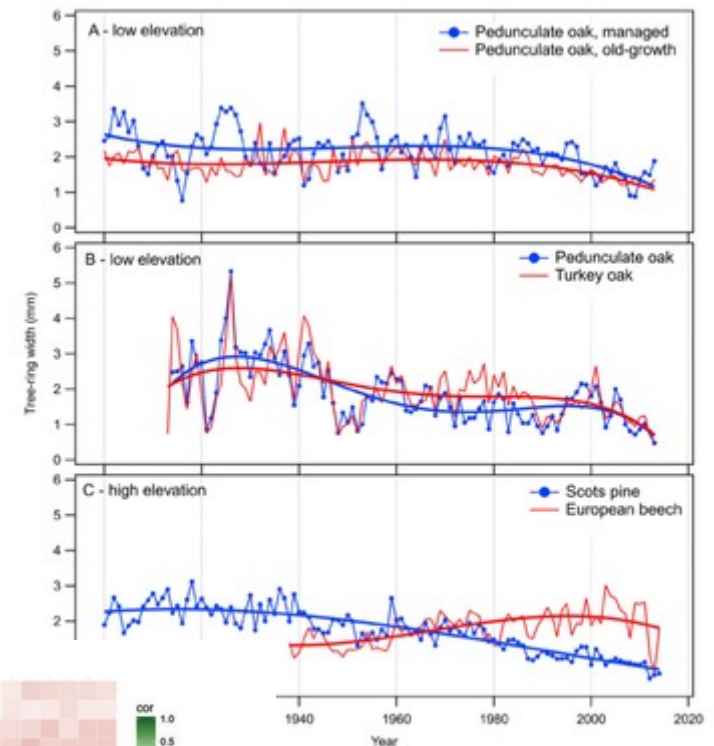 6
A - low elevation
Pedunculate oak, managed
5
Pedunculate oak, old-growth
4
3
2
1
0
6
B - low elevation
Pedunculate oak
Turkey oak
5
4
3
2
1
0
Tree-ring width (mm)
6
C - high elevation
Scots pine
European beech
5
4
3
2
cor
1.0
0.5
1940 1960 1980 2000 2020
Year